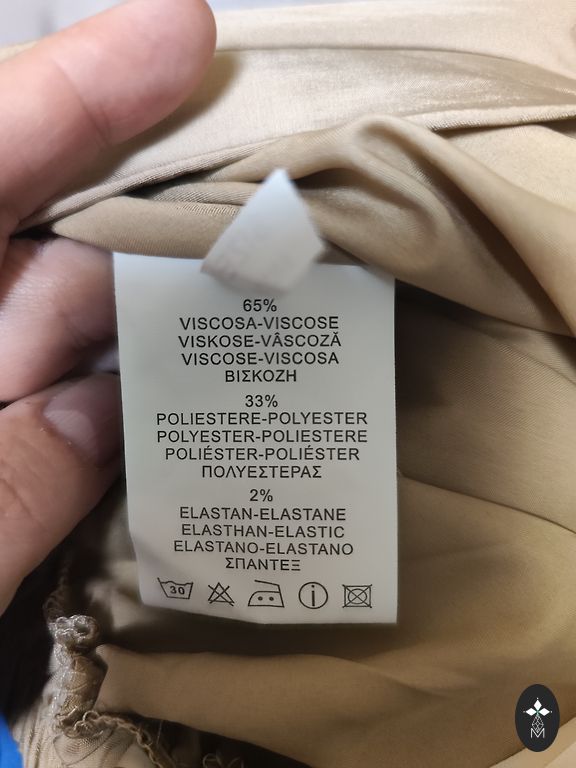 65%
VISCOSA-VISCOSE
VISKOSE-VÂSCOZĂ
VISCOSE-VISCOSA
ΒΙΣΚΟΖΗ
33%
POLIESTERE-POLYESTER
POLYESTER-POLIESTERE
POLIÉSTER-POLIÉSTER
ΠΟΛΥΕΣΤΕΡΑΣ
2%
ELASTAN-ELASTANE
ELASTHAN-ELASTIC
ELASTANO-ELASTANO
ΣΠΑΝΤΕΞ
30
M